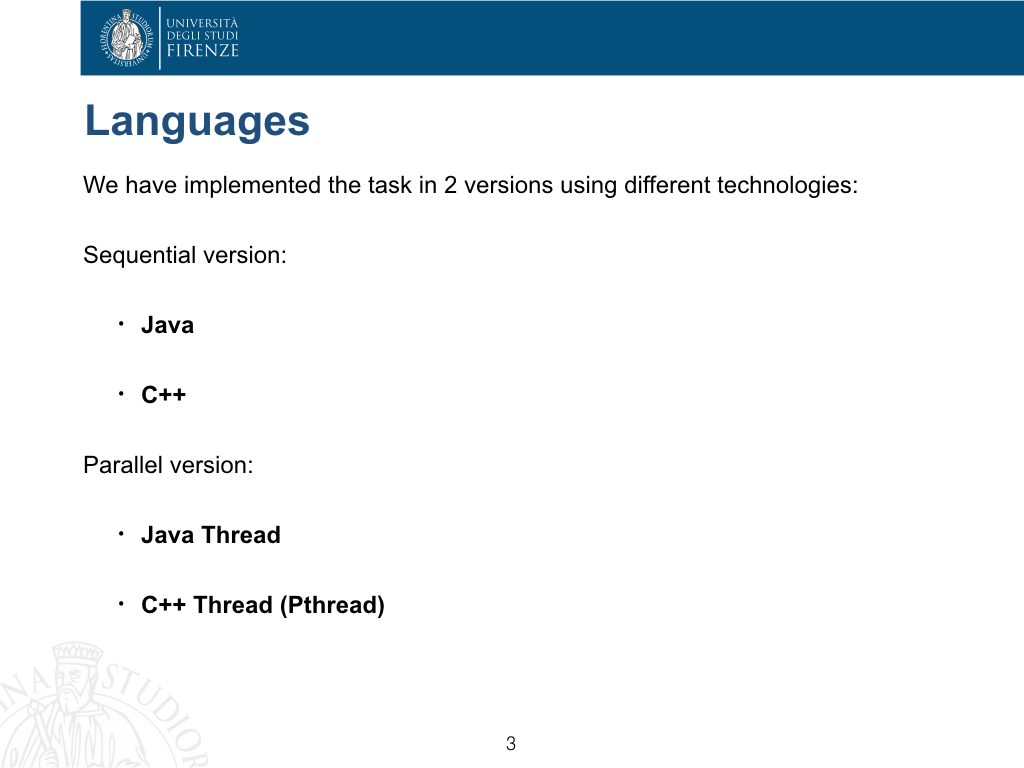 UNIVERSITÀ
DEGLI STUDI
FIRENZE
Languages
We have implemented the task in 2 versions using different technologies:
Sequential version:
• Java
• C++
Parallel version:
• Java Thread
• C++ Thread (Pthread)
3